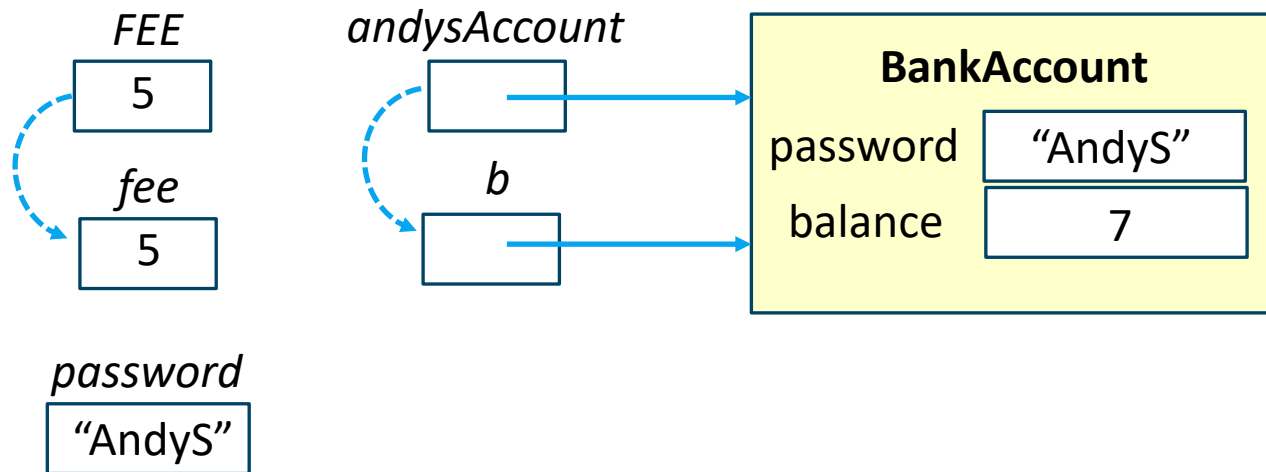 FEE
5
fee
5
password
“AndyS”
andysAccount
b
BankAccount
password “AndyS”
balance 7